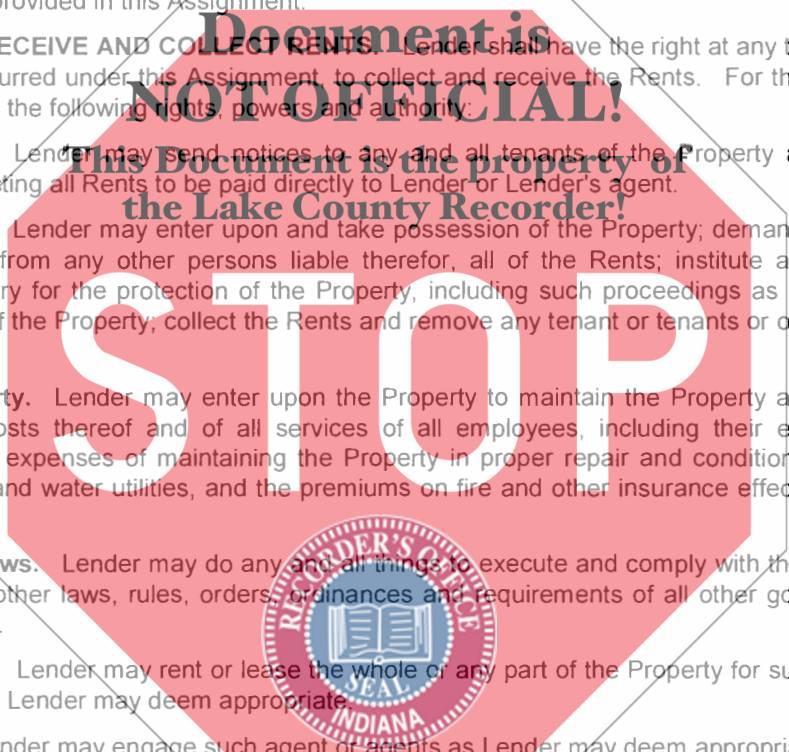 provided in this Assignment.
ECEIVE AND COLLECT RENTS. Lender shall have the right at any
urred under this Assignment, to collect and receive the Rents. For
the following rights, powers and authority:
Lender may send notices to any and all tenants of the Property
ting all Rents to be paid directly to Lender or Lender's agent.
Lender may enter upon and take possession of the Property; deman
from any other persons liable therefor, all of the Rents; institute a
ry for the protection of the Property, including such proceedings as
f the Property; collect the Rents and remove any tenant or tenants or o
rty. Lender may enter upon the Property to maintain the Property a
osts thereof and of all services of all employees, including their e
expenses of maintaining the Property in proper repair and condition
and water utilities, and the premiums on fire and other insurance effec
ws. Lender may do any and all things to execute and comply with th
other laws, rules, orders, ordinances and requirements of all other go
Lender may rent or lease the whole or any part of the Property for su
Lender may deem appropriate.
nder may engage such agent or agents as Lender may deem appropri
Document is
NOT OFFICIAL!
This Document is the property of
the Lake County Recorder!
STOP
RECORDER'S OFFICE
SEAL
INDIANA